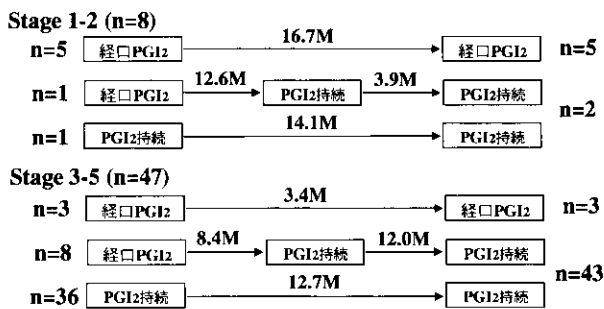 Stage 1-2 (n=8)
16.7M
n=5 経口PGI2 経口PGI2 n=5
12.6M 3.9M
n=1 経口PGI2 PGI2持続 PGI2持続
n=2
14.1M
n=1 PGI2持続 PGI2持続
Stage 3-5 (n=47)
3.4M
n=3 経口PGI2 経口PGI2 n=3
8.4M 12.0M
n=8 経口PGI2 PGI2持続 PGI2持続
n=43
12.7M
n=36 PGI2持続 PGI2持続